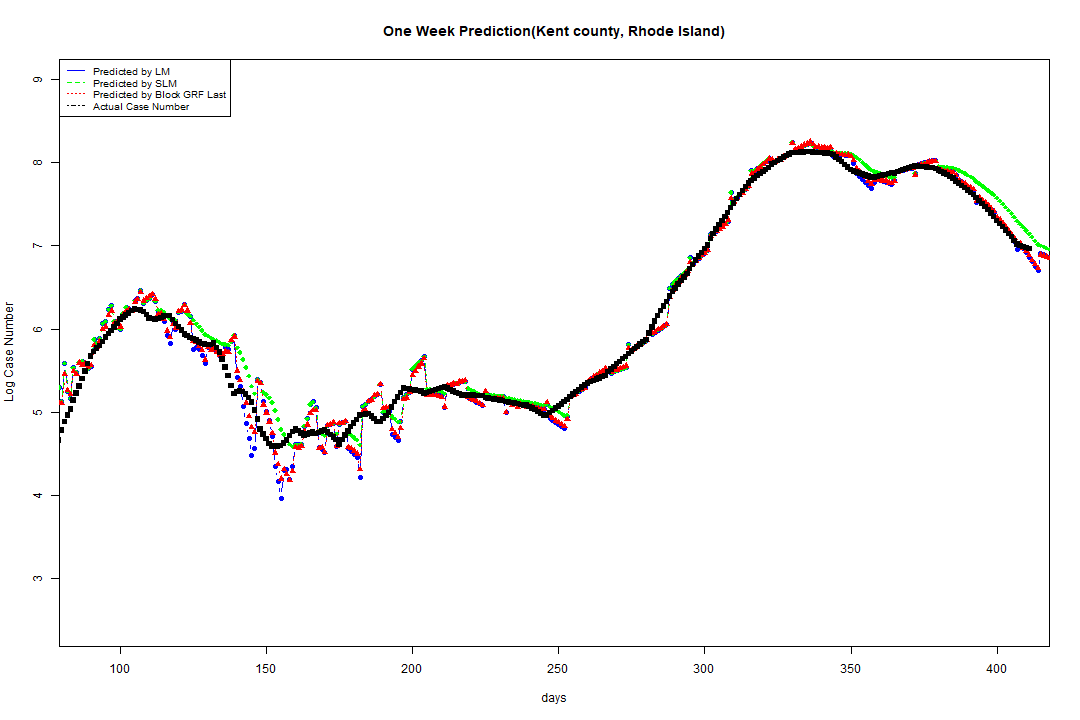 One Week Prediction(Kent county, Rhode Island)
Predicted by LM
Predicted by SLM
Predicted by Block GRF Last
Actual Case Number
9
8
7
6
5
4
3
Log Case Number
100 150 200 250 300 350 400
days